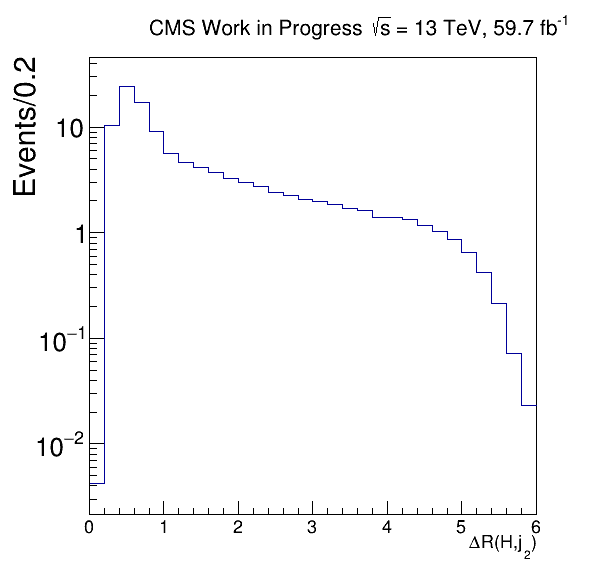 CMS Work in Progress √s = 13 TeV, 59.7 fb⁻¹
Events/0.2
10
1
10⁻¹
10⁻²
0 1 2 3 4 5 6
ΔR(H,j₂)